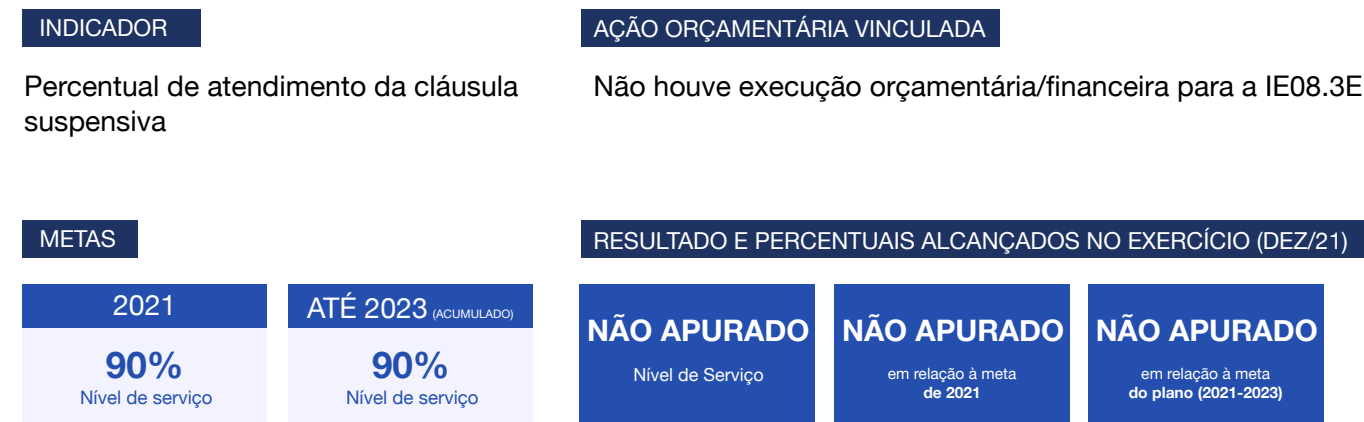 INDICADOR
Percentual de atendimento da cláusula
suspensiva
AÇÃO ORÇAMENTÁRIA VINCULADA
Não houve execução orçamentária/financeira para a IE08.3E
METAS
2021
90%
Nível de serviço
ATÉ 2023 (ACUMULADO)
90%
Nível de serviço
RESULTADO E PERCENTUAIS ALCANÇADOS NO EXERCÍCIO (DEZ/21)
NÃO APURADO
Nível de Serviço
NÃO APURADO
em relação à meta
de 2021
NÃO APURADO
em relação à meta
do plano (2021-2023)